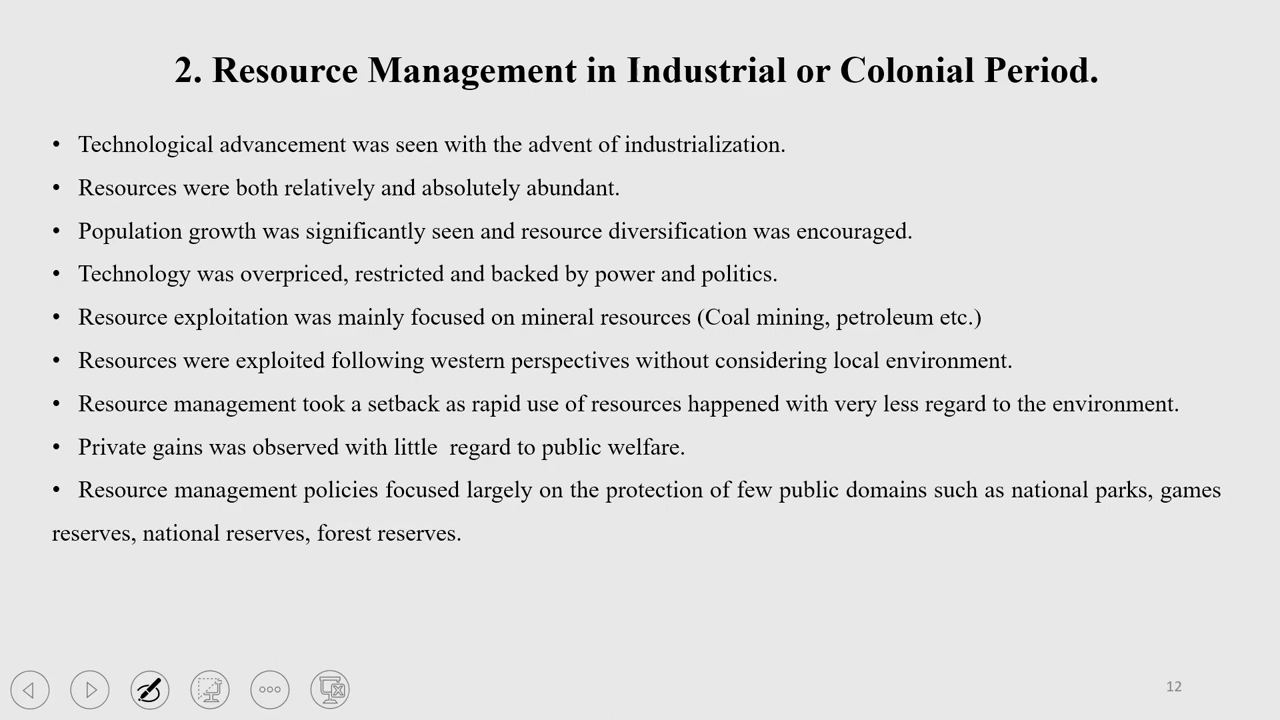 2. Resource Management in Industrial or Colonial Period.
• Technological advancement was seen with the advent of industrialization.
• Resources were both relatively and absolutely abundant.
• Population growth was significantly seen and resource diversification was encouraged.
• Technology was overpriced, restricted and backed by power and politics.
• Resource exploitation was mainly focused on mineral resources (Coal mining, petroleum etc.)
• Resources were exploited following western perspectives without considering local environment.
• Resource management took a setback as rapid use of resources happened with very less regard to the environment.
• Private gains was observed with little  regard to public welfare.
• Resource management policies focused largely on the protection of few public domains such as national parks, games
reserves, national reserves, forest reserves.
12